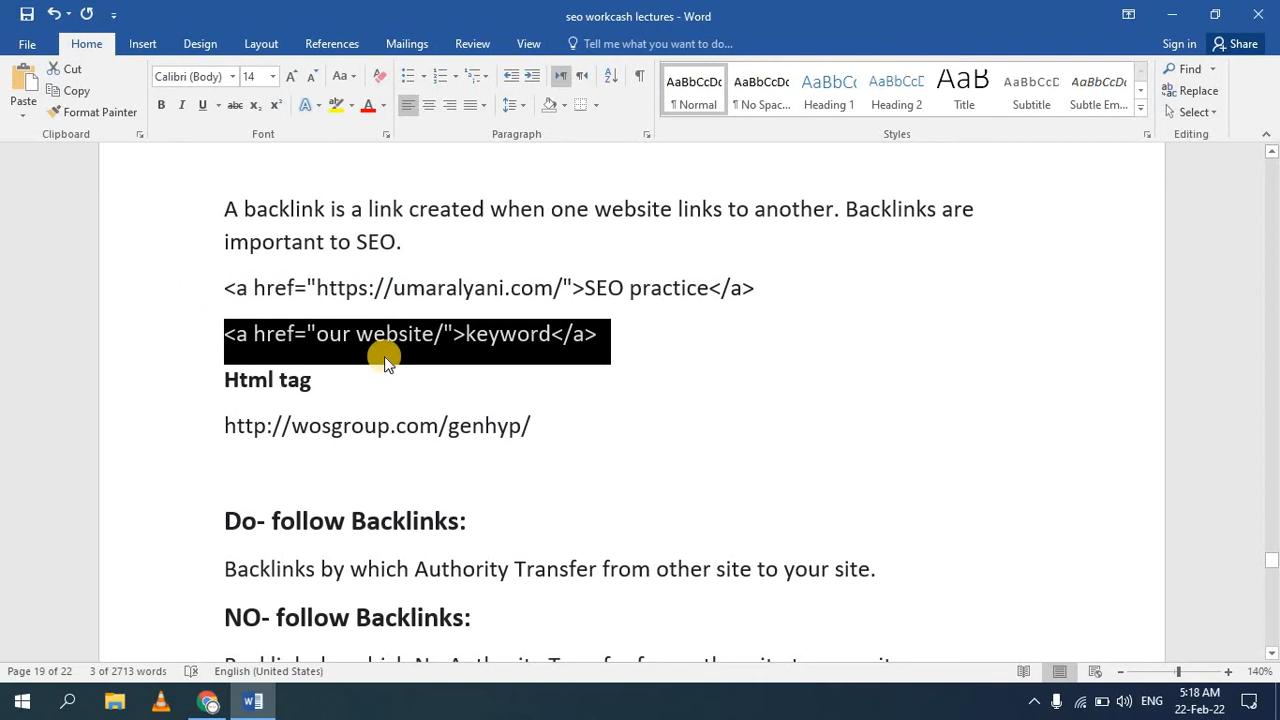 seo workcash lectures - Word
File Home Insert Design Layout References Mailings Review View Tell me what you want to do... Sign in Share
Cut
Copy
Format Painter
Paste
Clipboard
Calibri (Body) 14
Font
Paragraph
AaBbCcDc AaBbCcDc AaBbCc AaBbCcD AaB AaBbCcD AaBbCcDc
¶ Normal ¶ No Spac... Heading 1 Heading 2 Title Subtitle Subtle Em...
Styles
Find
Replace
Select
Editing
A backlink is a link created when one website links to another. Backlinks are
important to SEO.
<a href="https://umaralyani.com/">SEO practice</a>
<a href="our website/">keyword</a>
Html tag
http://wosgroup.com/genhyp/
Do- follow Backlinks:
Backlinks by which Authority Transfer from other site to your site.
NO- follow Backlinks:
Page 19 of 22 3 of 2713 words English (United States) 140%
ENG 5:18 AM
22-Feb-22